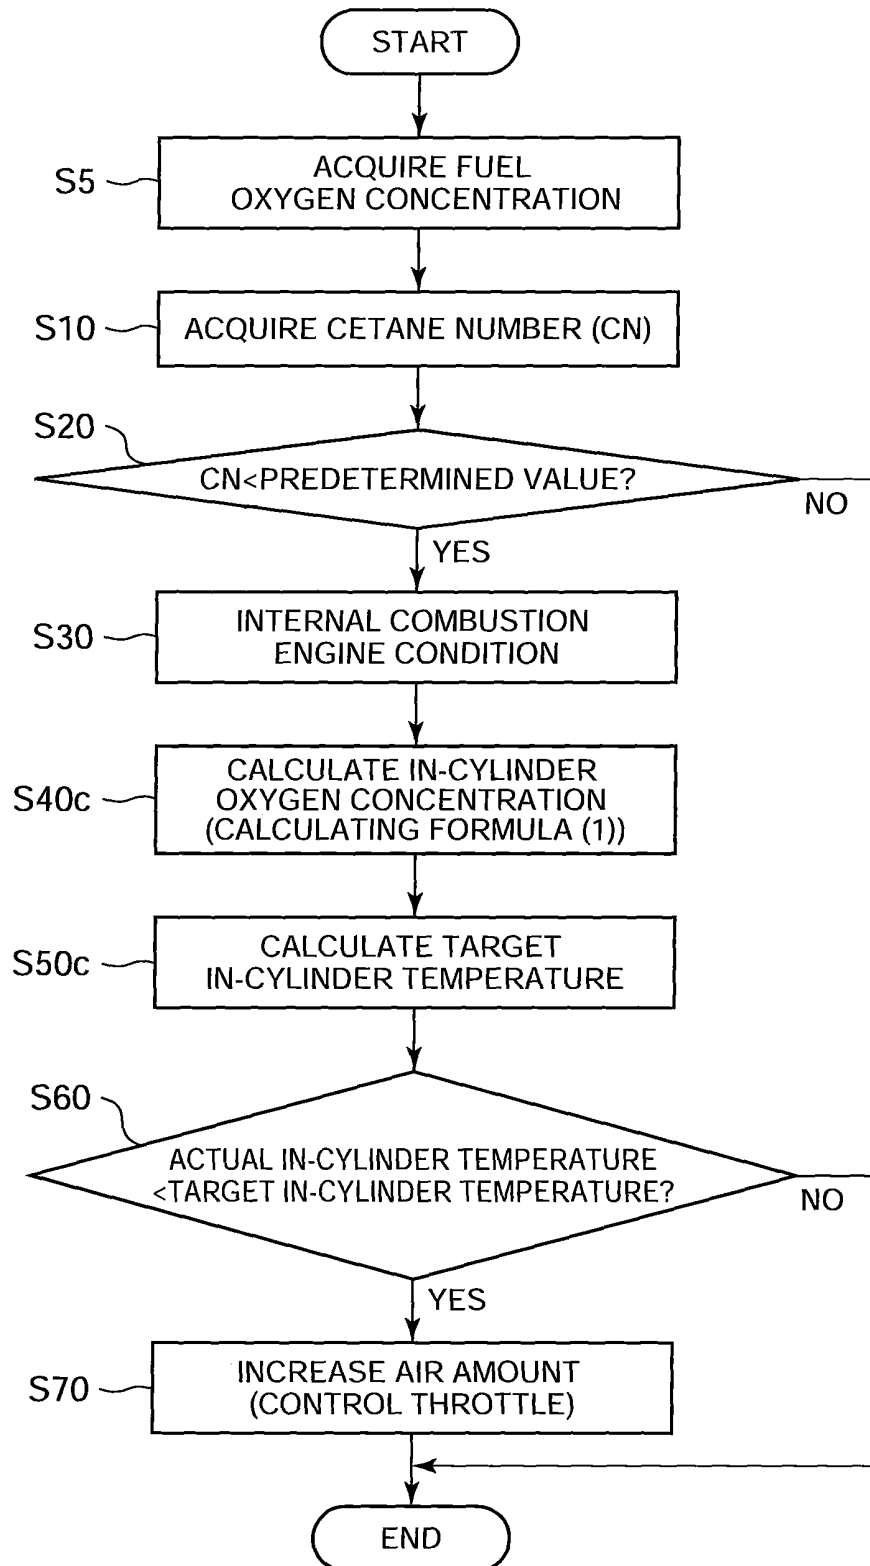 START
S5
ACQUIRE FUEL
OXYGEN CONCENTRATION
S10
ACQUIRE CETANE NUMBER (CN)
S20
CN<PREDETERMINED VALUE?
NO
YES
S30
INTERNAL COMBUSTION
ENGINE CONDITION
S40c
CALCULATE IN-CYLINDER
OXYGEN CONCENTRATION
(CALCULATING FORMULA (1))
S50c
CALCULATE TARGET
IN-CYLINDER TEMPERATURE
S60
ACTUAL IN-CYLINDER TEMPERATURE
<TARGET IN-CYLINDER TEMPERATURE?
NO
YES
S70
INCREASE AIR AMOUNT
(CONTROL THROTTLE)
END